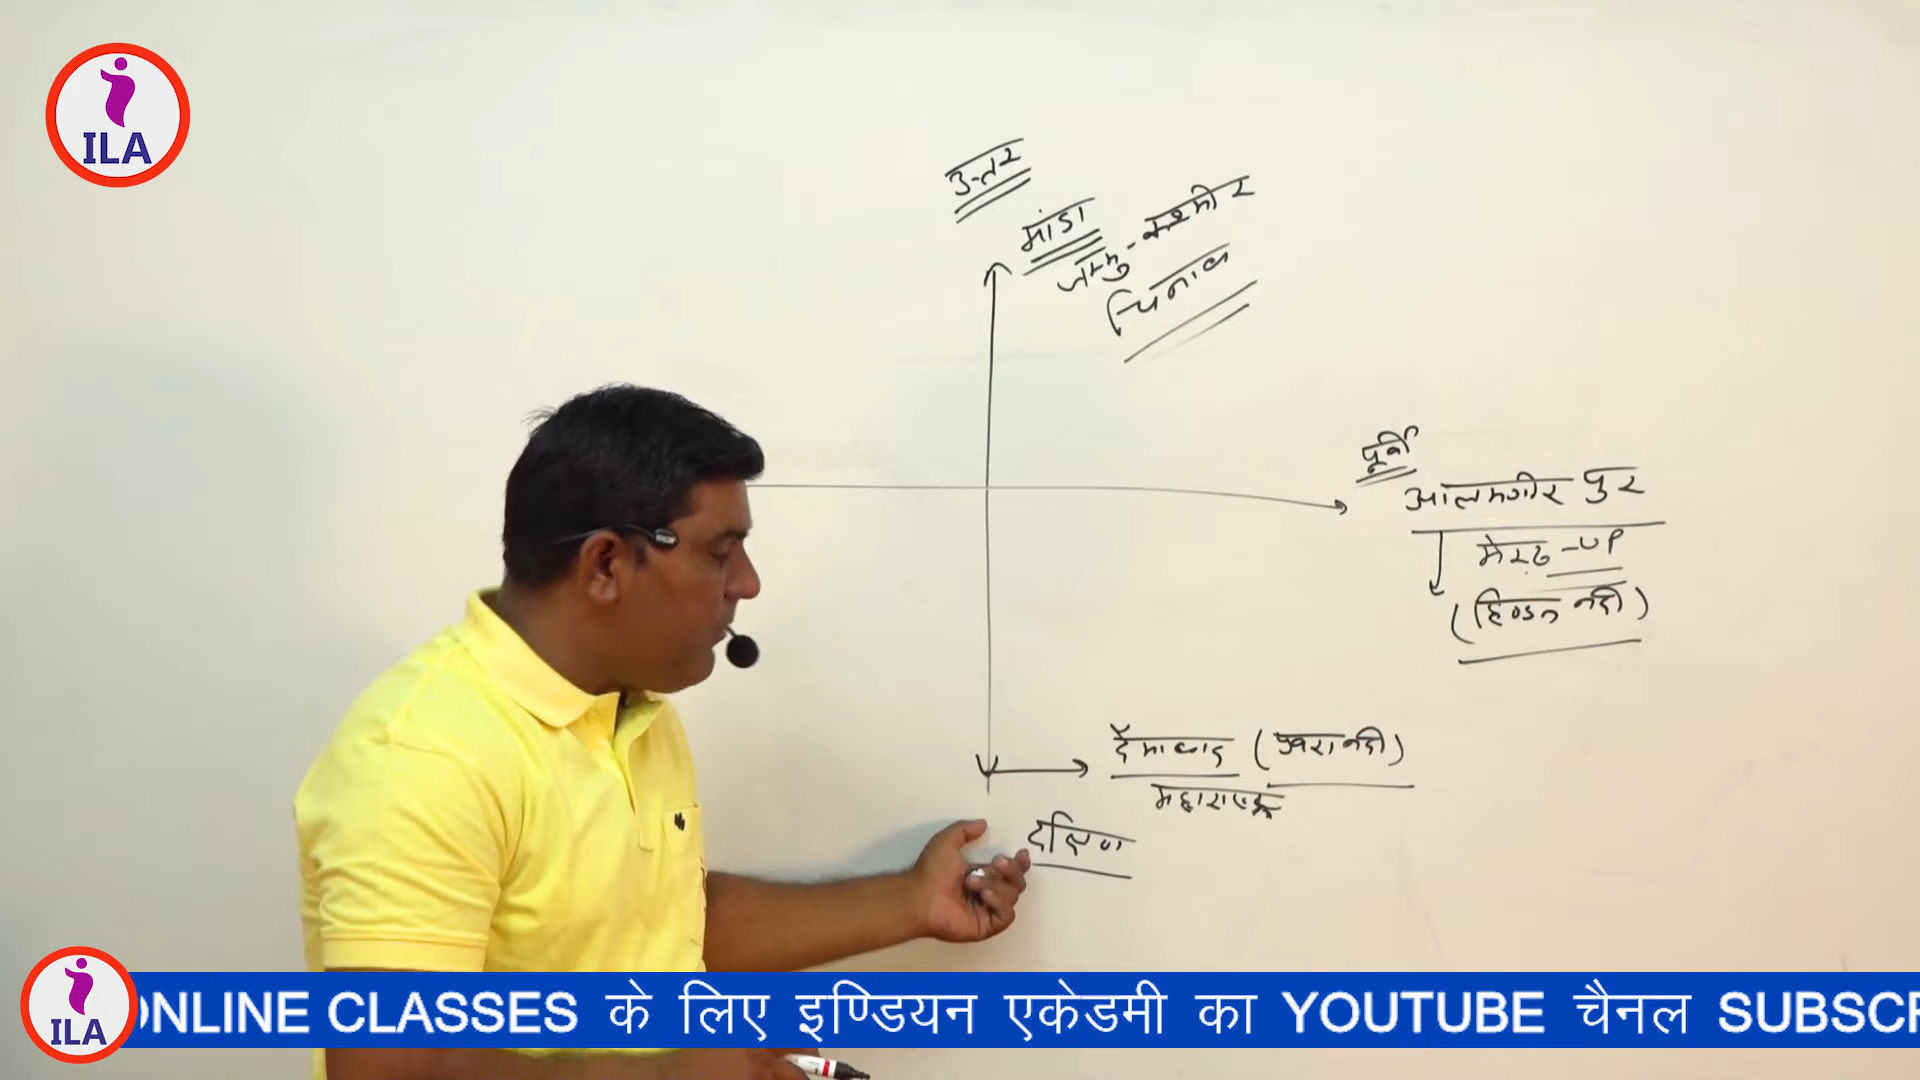 ILA
उत्तर
मांडा
जम्मु - कश्मीर
चिनाब
पूर्वी
आलमगीर पुर
मेरठ - UP
(हिण्डन नदी)
दैमाबाद (प्रवरा नदी)
महाराष्ट्र
दक्षिण
ILA
ONLINE CLASSES के लिए इण्डियन एकेडमी का YOUTUBE चैनल SUBSCR